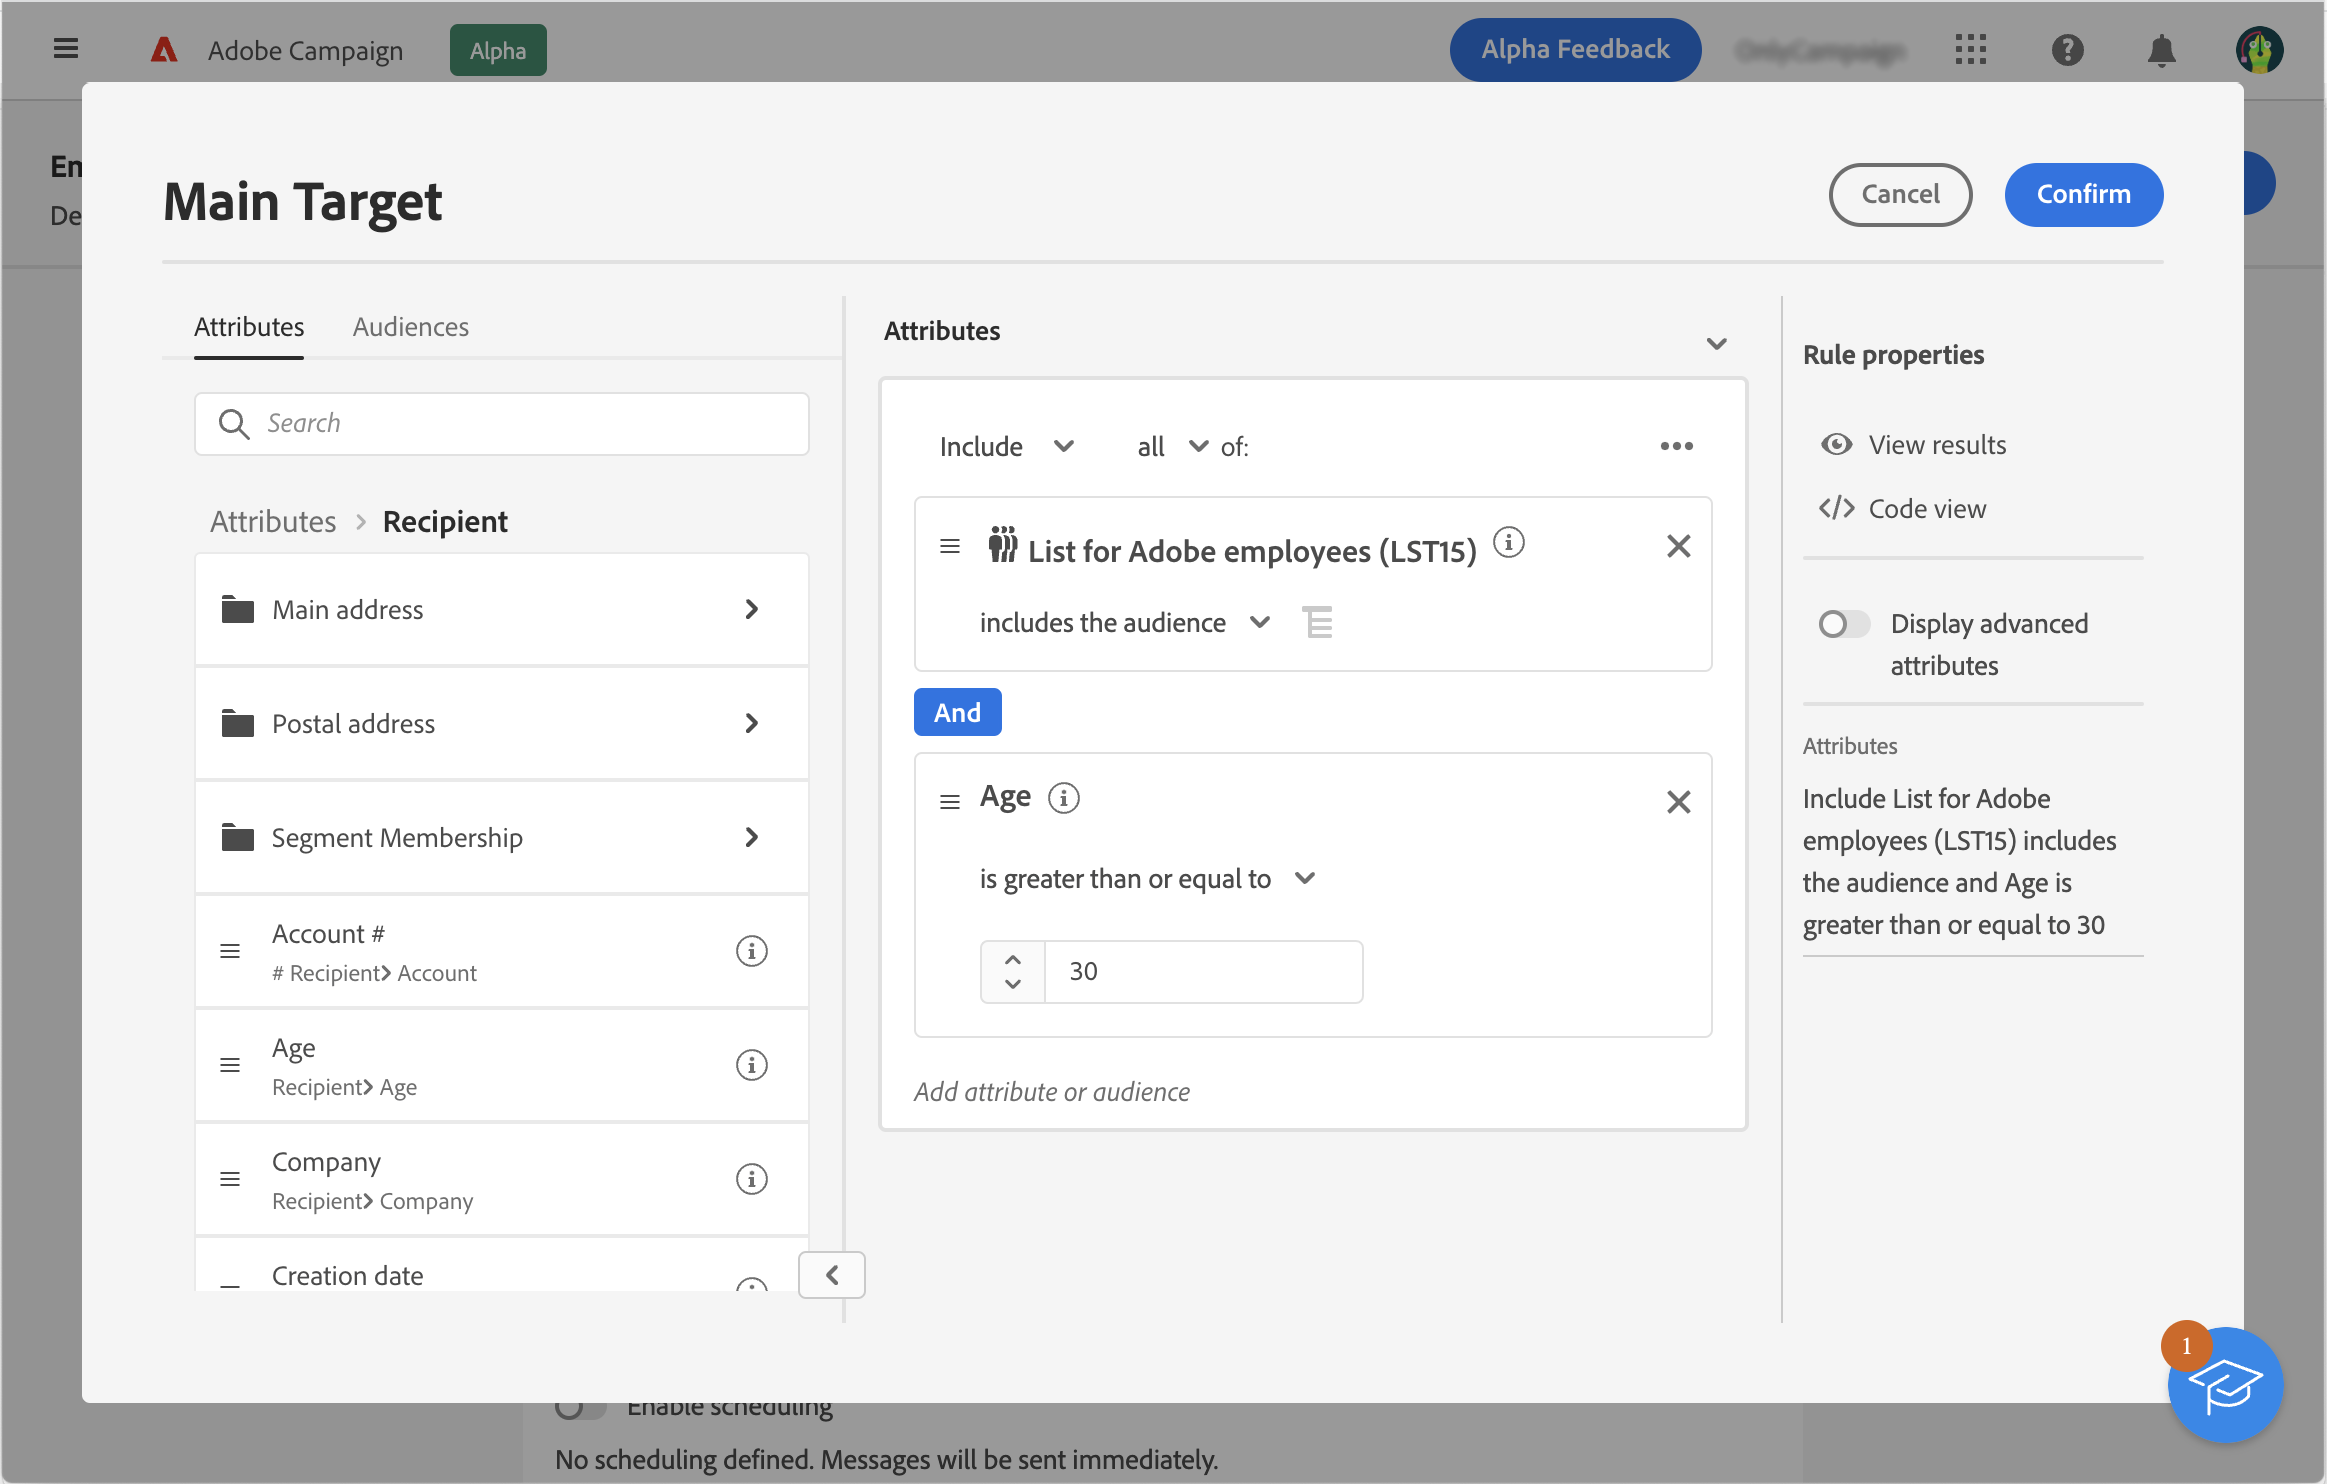 Adobe Campaign
Alpha
Alpha Feedback
Main Target
Cancel
Confirm
Attributes
Audiences
Search
Attributes > Recipient
Main address
Postal address
Segment Membership
Account #
# Recipient> Account
Age
Recipient> Age
Company
Recipient> Company
Creation date
Attributes
Include all of:
List for Adobe employees (LST15)
includes the audience
And
Age
is greater than or equal to
30
Add attribute or audience
Rule properties
View results
Code view
Display advanced
attributes
Attributes
Include List for Adobe
employees (LST15) includes
the audience and Age is
greater than or equal to 30
1
Enable scheduling
No scheduling defined. Messages will be sent immediately.